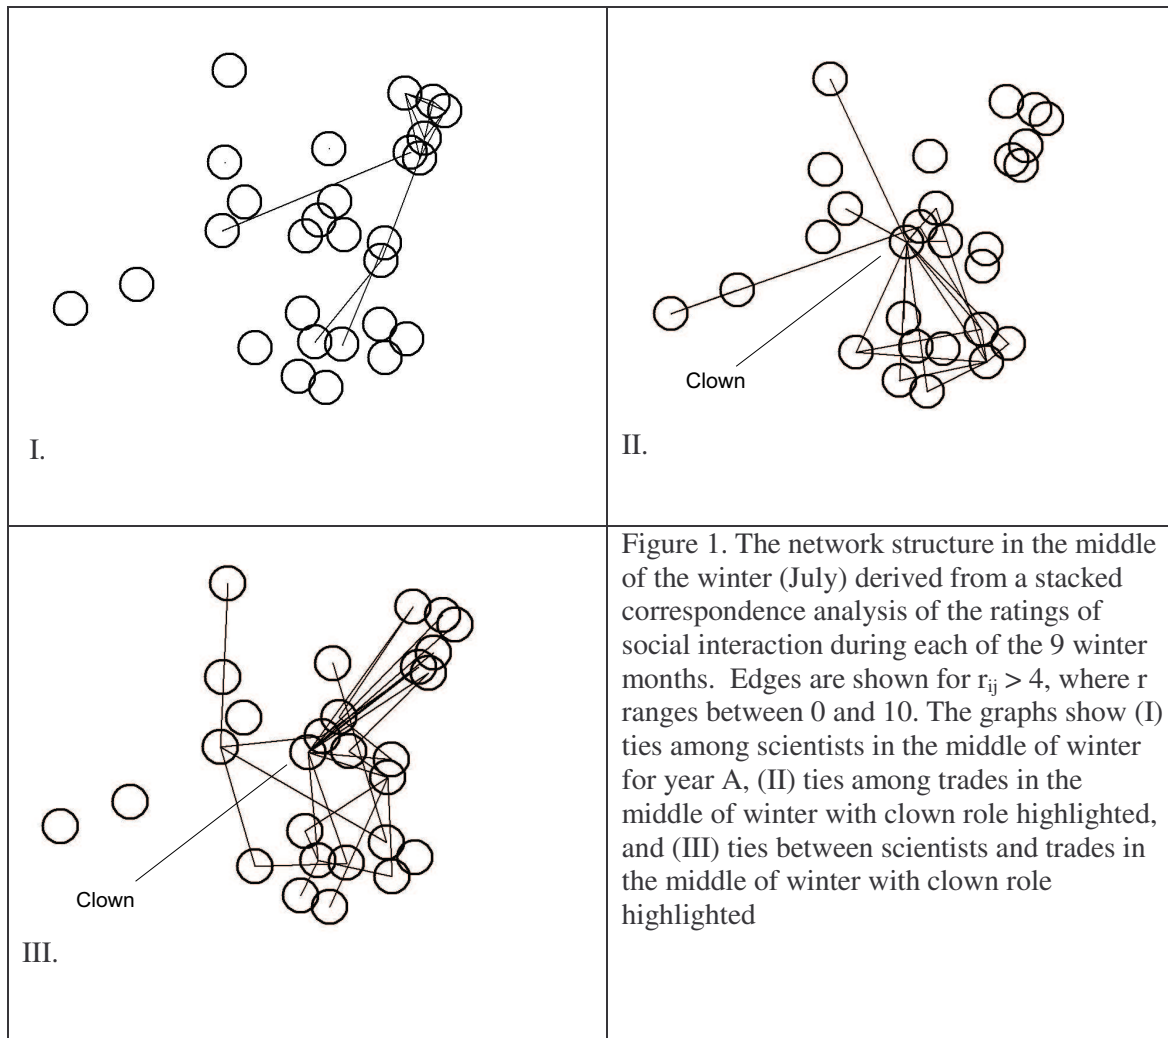 Clown
I.
II.
Clown
III.
Figure 1. The network structure in the middle
of the winter (July) derived from a stacked
correspondence analysis of the ratings of
social interaction during each of the 9 winter
months.  Edges are shown for rij > 4, where r
ranges between 0 and 10. The graphs show (I)
ties among scientists in the middle of winter
for year A, (II) ties among trades in the
middle of winter with clown role highlighted,
and (III) ties between scientists and trades in
the middle of winter with clown role
highlighted